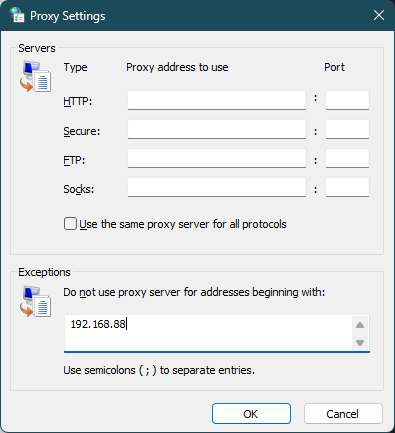 Proxy Settings
Servers
Type Proxy address to use Port
HTTP: :
Secure: :
FTP: :
Socks: :
Use the same proxy server for all protocols
Exceptions
Do not use proxy server for addresses beginning with:
192.168.88
Use semicolons ( ; ) to separate entries.
OK Cancel